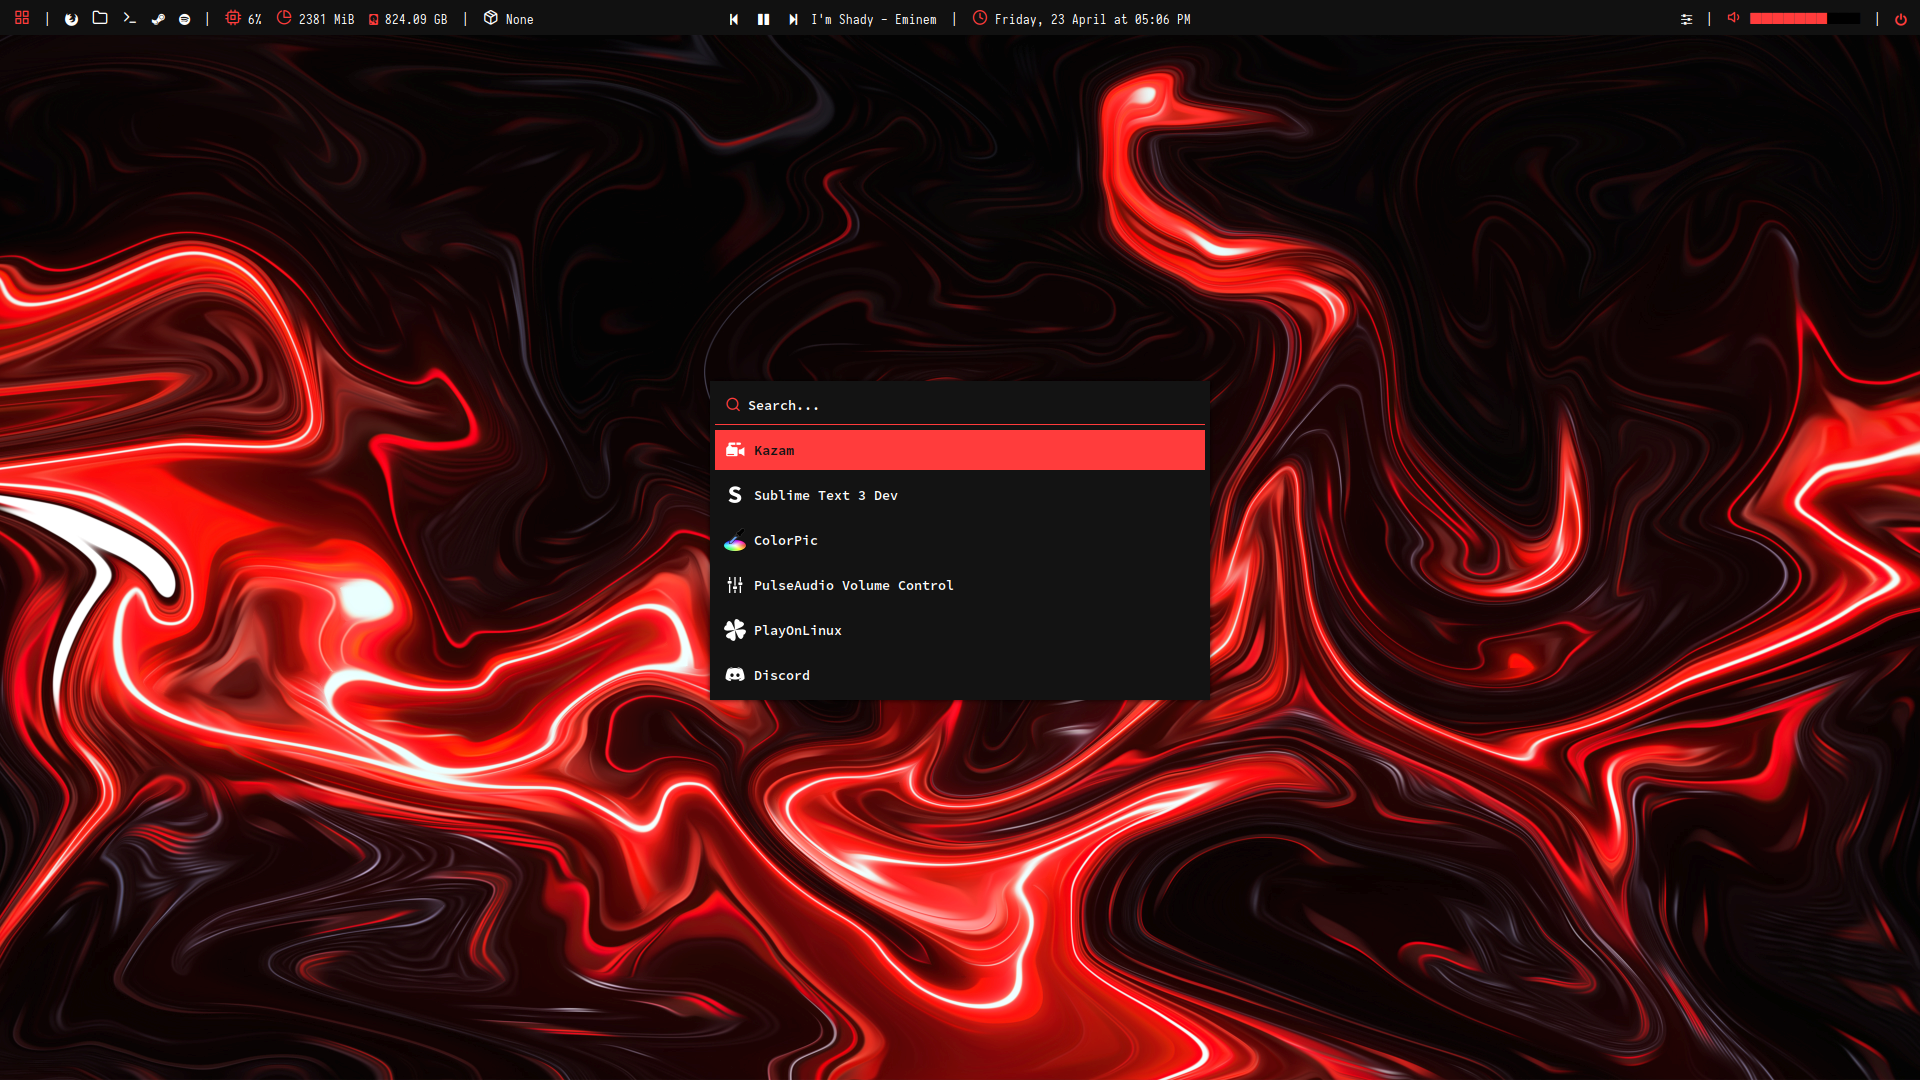 | | 6% 2381 MiB 824.09 GB | None I'm Shady - Eminem | Friday, 23 April at 05:06 PM | |
Search...
Kazam
Sublime Text 3 Dev
ColorPic
PulseAudio Volume Control
PlayOnLinux
Discord